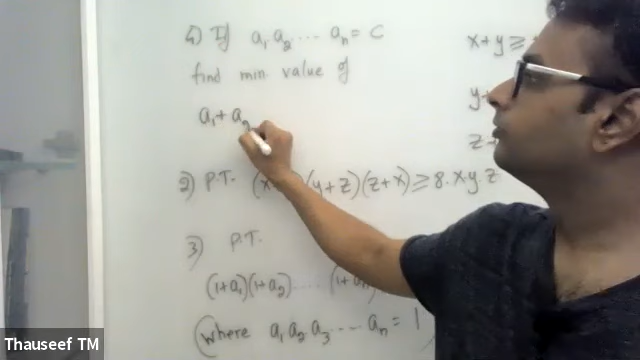 4) If a₁ a₂ ... aₙ = C
find min. value of
a₁ + a₂
2) P.T. (x (y+z)(z+x) ≥ 8.x.y.z
3) P.T.
(1+a₁)(1+a₂) ..... (1+aₙ)
(where a₁ a₂ a₃ .... aₙ = 1
x+y ≥
y+
z
Thauseef TM